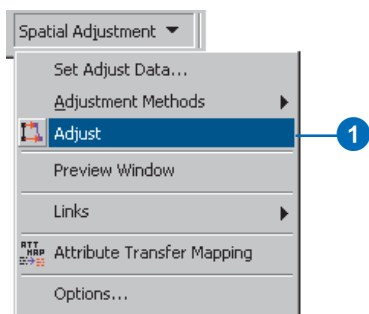 Spatial Adjustment
Set Adjust Data...
Adjustment Methods
Adjust
1
Preview Window
Links
ATT MAP
Attribute Transfer Mapping
Options...